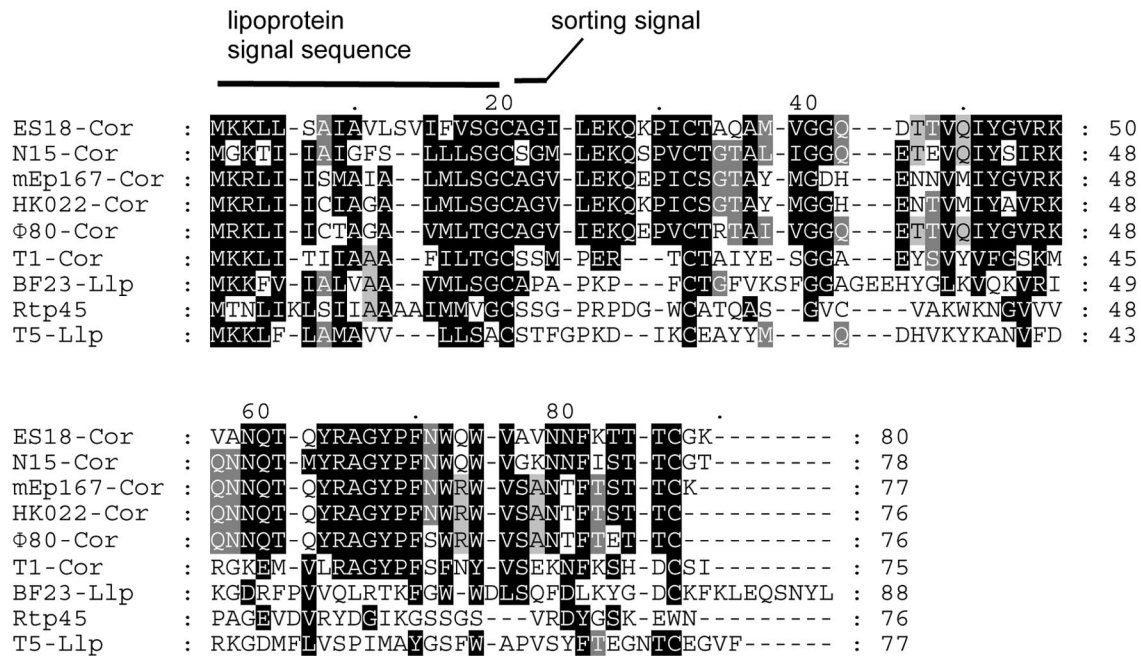 lipoprotein
signal sequence
sorting signal
. 20 . 40 .
ES18-Cor : MKKLL-SAIAVLSVIFVSGCAGI-LEKQKPICTAQAM-VGGQ---DTTVQIYGVRK : 50
N15-Cor : MGKTI-IAIGFS--LLLSGCSGM-LEKQSPVCTGTAL-IGGQ---ETEVQIYSIRK : 48
mEp167-Cor : MKRLI-ISMAIA--LMLSGCAGV-LEKQEPICSGTAY-MGDH---ENNVMIYGVRK : 48
HK022-Cor : MKRLI-ICIAGA--LMLSGCAGV-LEKQKPICSGTAY-MGGH---ENTVMIYAVRK : 48
Φ80-Cor : MRKLI-ICTAGA--VMLTGCAGV-IEKQEPVCTRTAI-VGGQ---ETTVQIYGVRK : 48
T1-Cor : MKKLI-TIIAAA--FILTGCSSM-PER---TCTAIYE-SGGA---EYSVYVFGSKM : 45
BF23-Llp : MKKFV-IALVAA--VMLSGCAPA-PKP---FCTGFVKSFGGAGEEHYGLKVQKVRI : 49
Rtp45 : MTNLIKLSIIAAAAIMMVGCSSG-PRPDG-WCATQAS--GVC---VAKWKNGVVV : 48
T5-Llp : MKKLF-LAMAVV---LLSACSTFGPKD--IKCEAYYM---Q---DHVKYKANVFD : 43
60 . 80 .
ES18-Cor : VANQT-QYRAGYPFNWQW-VAVNNFKTT-TCGK-------- : 80
N15-Cor : QNNQT-MYRAGYPFNWQW-VGKNNFIST-TCGT-------- : 78
mEp167-Cor : QNNQT-QYRAGYPFNWRW-VSANTFTST-TCK--------- : 77
HK022-Cor : QNNQT-QYRAGYPFNWRW-VSANTFTST-TC---------- : 76
Φ80-Cor : QNNQT-QYRAGYPFSWRW-VSANTFTET-TC---------- : 76
T1-Cor : RGKEM-VLRAGYPFSFNY-VSEKNFKSH-DCSI-------- : 75
BF23-Llp : KGDRFPVVQLRTKFGW-WDLSQFDLKYG-DCKFKLEQSNYL : 88
Rtp45 : PAGEVDVRYDGIKGSSGS---VRDYGSK-EWN--------- : 76
T5-Llp : RKGDMFLVSPIMAYGSFW-APVSYFTEGNTCEGVF------ : 77